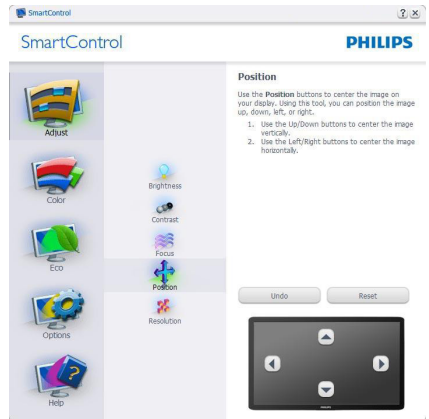 SmartControl
SmartControl
PHILIPS
Adjust
Color
Eco
Options
Help
Brightness
Contrast
Focus
Position
Resolution
Position
Use the Position buttons to center the image on
your display. Using this tool, you can position the image
up, down, left, or right.
1. Use the Up/Down buttons to center the image
vertically.
2. Use the Left/Right buttons to center the image
horizontally.
Undo
Reset
PHILIPS